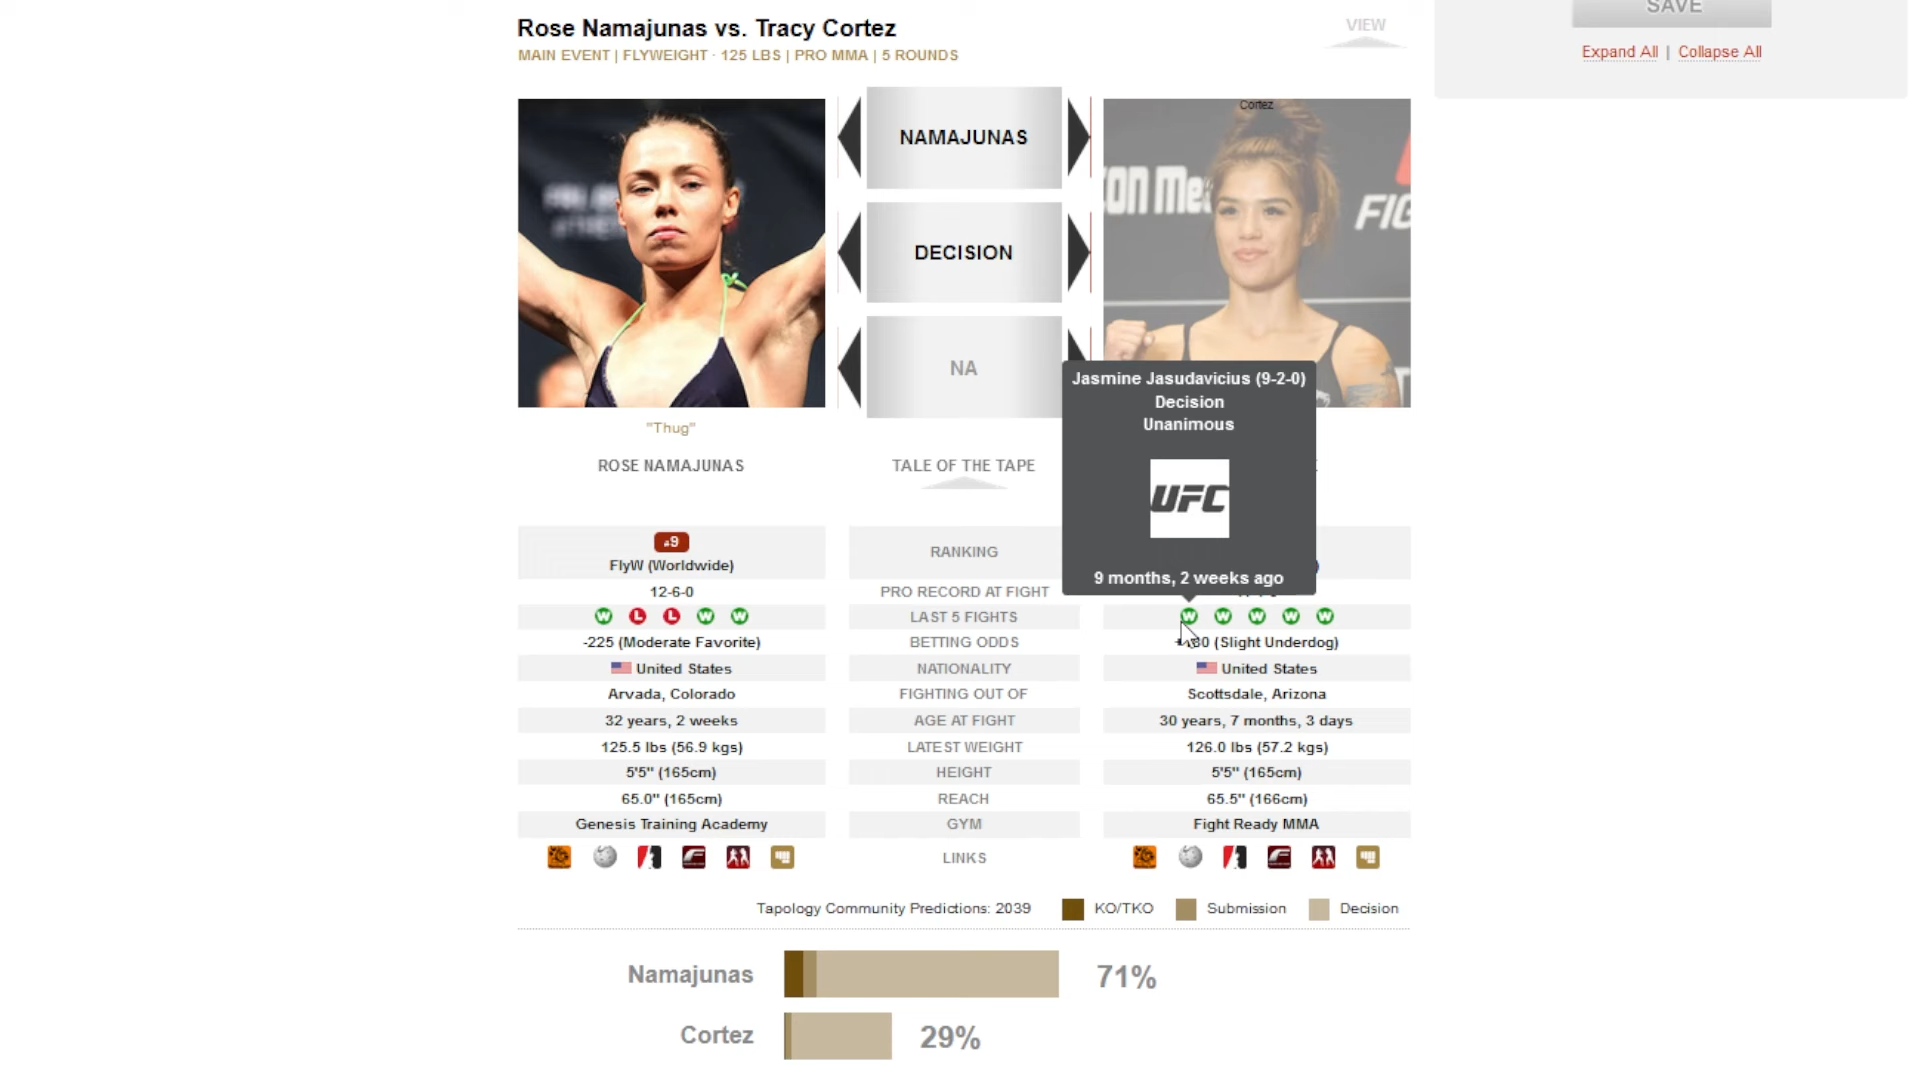 SAVE
Expand All | Collapse All
Rose Namajunas vs. Tracy Cortez
VIEW
MAIN EVENT | FLYWEIGHT · 125 LBS | PRO MMA | 5 ROUNDS
NAMAJUNAS
DECISION
NA
Cortez
"Thug"
ROSE NAMAJUNAS
TALE OF THE TAPE
Jasmine Jasudavicius (9-2-0)
Decision
Unanimous
UFC
9 months, 2 weeks ago
9
FlyW (Worldwide)
RANKING
12-6-0
PRO RECORD AT FIGHT
W L L W W
LAST 5 FIGHTS
W W W W W
-225 (Moderate Favorite)
BETTING ODDS
(Slight Underdog)
United States
NATIONALITY
United States
Arvada, Colorado
FIGHTING OUT OF
Scottsdale, Arizona
32 years, 2 weeks
AGE AT FIGHT
30 years, 7 months, 3 days
125.5 lbs (56.9 kgs)
LATEST WEIGHT
126.0 lbs (57.2 kgs)
5'5" (165cm)
HEIGHT
5'5" (165cm)
65.0" (165cm)
REACH
65.5" (166cm)
Genesis Training Academy
GYM
Fight Ready MMA
LINKS
Tapology Community Predictions: 2039
KO/TKO
Submission
Decision
Namajunas
71%
Cortez
29%